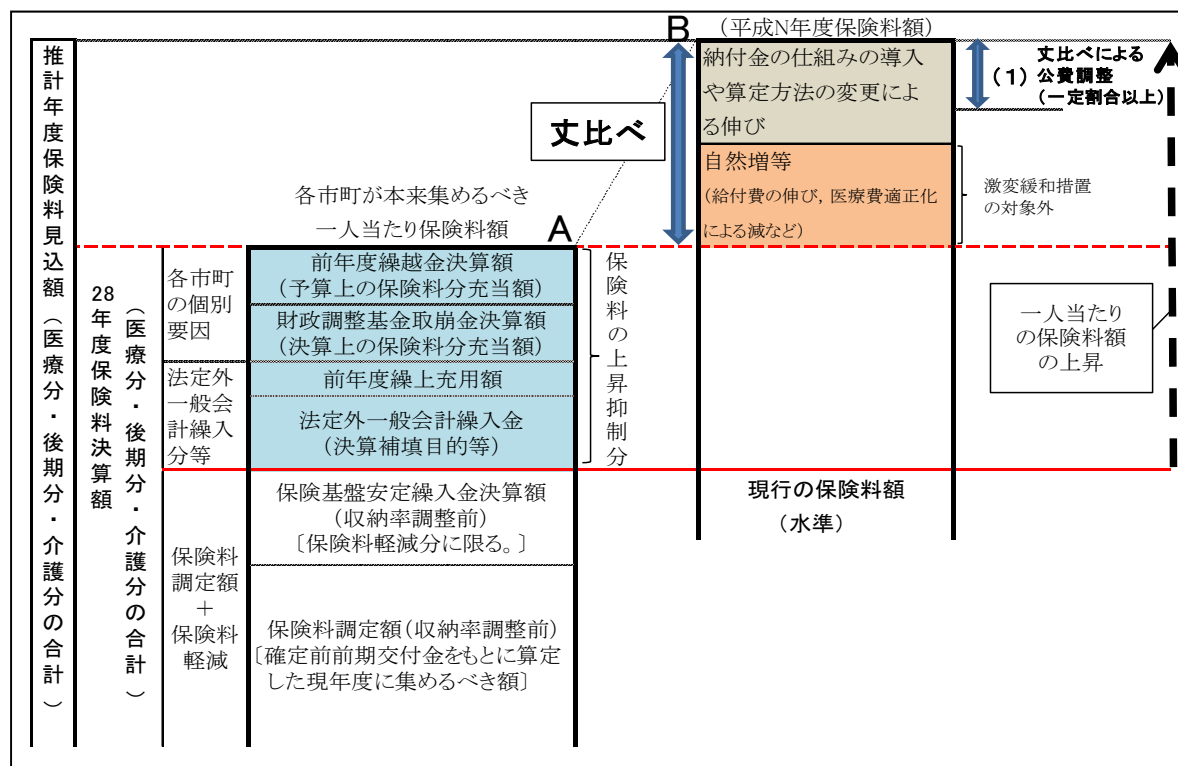 推計年度保険料見込額（医療分・後期分・介護分の合計）
28年度保険料決算額
（医療分・後期分・介護分の合計）
各市町
の個別
要因
法定外
一般会
計繰入
分等
保険料
調定額
＋
保険料
軽減
各市町が本来集めるべき
一人当たり保険料額
A
前年度繰越金決算額
（予算上の保険料分充当額）
財政調整基金取崩金決算額
（決算上の保険料分充当額）
前年度繰上充用額
法定外一般会計繰入金
（決算補填目的等）
保険基盤安定繰入金決算額
（収納率調整前）
〔保険料軽減分に限る。〕
保険料調定額（収納率調整前）
〔確定前前期交付金をもとに算定
した現年度に集めるべき額〕
保険料の上昇抑制分
丈比べ
B
（平成N年度保険料額）
納付金の仕組みの導入
や算定方法の変更によ
る伸び
自然増等
（給付費の伸び，医療費適正化
による減など）
現行の保険料額
（水準）
（1）
丈比べによる
公費調整
（一定割合以上）
激変緩和措置
の対象外
一人当たり
の保険料額
の上昇